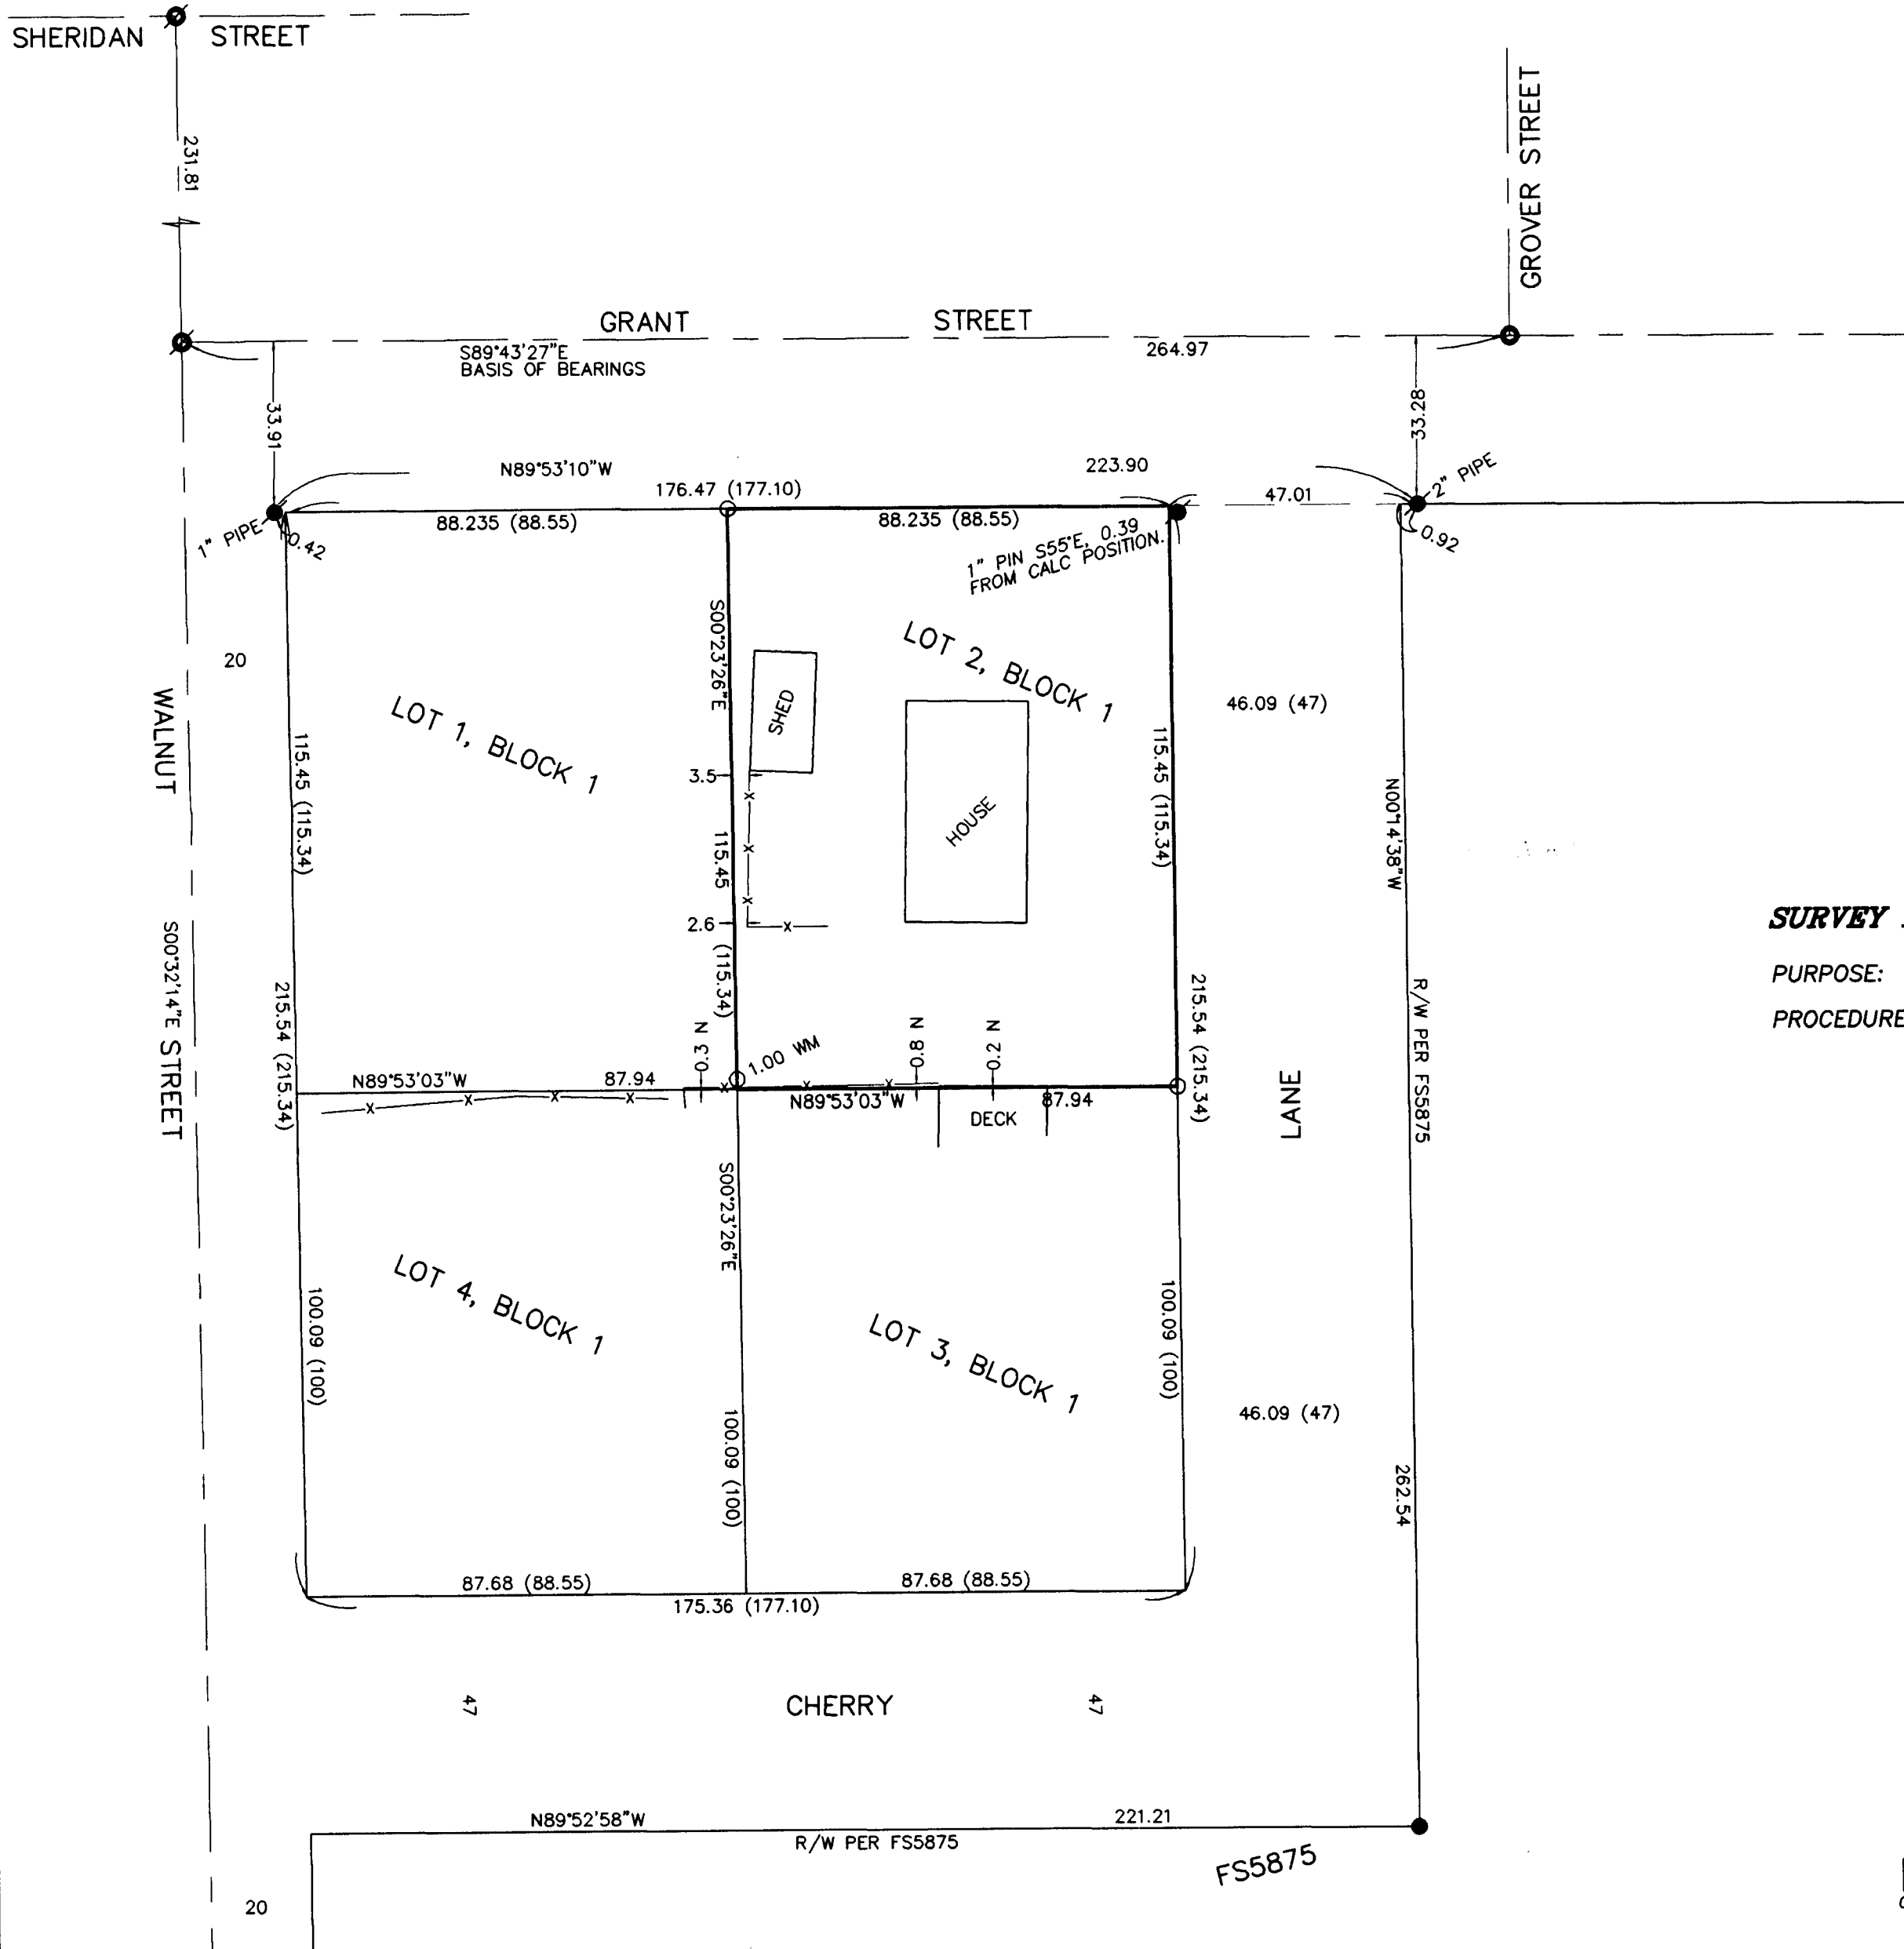 SHERIDAN STREET
231.81
GROVER STREET
GRANT STREET
S89°43'27"E
BASIS OF BEARINGS
264.97
33.91
33.28
N89°53'10"W
223.90
2" PIPE
176.47 (177.10)
47.01
88.235 (88.55)
88.235 (88.55)
1" PIPE
0.42
0.92
1" PIN S55°E, 0.39
FROM CALC POSITION.
S00°23'26"E
LOT 2, BLOCK 1
20
SHED
LOT 1, BLOCK 1
46.09 (47)
WALNUT STREET
115.45 (115.34)
115.45 (115.34)
3.5
HOUSE
N00°14'38"W
115.45 (115.34)
2.6
SURVEY
PURPOSE:
PROCEDURE
S00°32'14"E
215.54 (215.34)
215.54 (215.34)
R/W PER FS5875
0.3 N
0.8 N
0.2 N
1.00 WM
N89°53'03"W
87.94
N89°53'03"W
87.94
DECK
LANE
S00°23'26"E
LOT 4, BLOCK 1
LOT 3, BLOCK 1
100.09 (100)
100.09 (100)
100.09 (100)
46.09 (47)
262.54
87.68 (88.55)
87.68 (88.55)
175.36 (177.10)
47
CHERRY
47
N89°52'58"W
221.21
R/W PER FS5875
FS5875
20